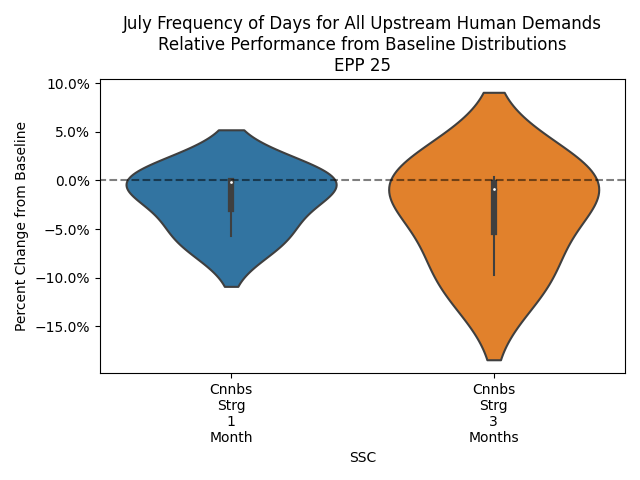 July Frequency of Days for All Upstream Human Demands
Relative Performance from Baseline Distributions
EPP 25
Percent Change from Baseline
10.0%
5.0%
0.0%
−5.0%
−10.0%
−15.0%
Cnnbs
Strg
1
Month
Cnnbs
Strg
3
Months
SSC